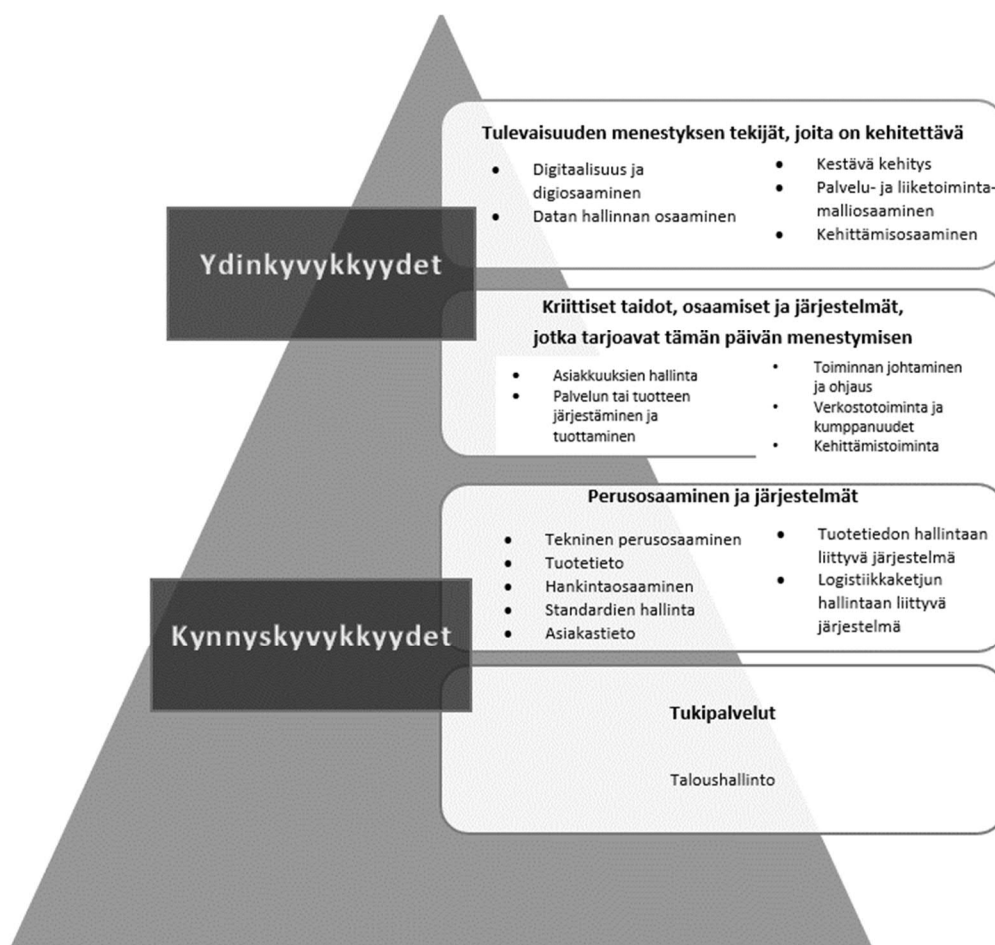 Tulevaisuuden menestyksen tekijät, joita on kehitettävä
Digitaalisuus ja
digiosaaminen
Datan hallinnan osaaminen
Kestävä kehitys
Palvelu- ja liiketoiminta-
malliosaaminen
Kehittämisosaaminen
Ydinkyvykkyydet
Kriittiset taidot, osaamiset ja järjestelmät,
jotka tarjoavat tämän päivän menestymisen
Asiakkuuksien hallinta
Palvelun tai tuotteen
järjestäminen ja
tuottaminen
Toiminnan johtaminen
ja ohjaus
Verkostotoiminta ja
kumppanuudet
Kehittämistoiminta
Perusosaaminen ja järjestelmät
Tekninen perusosaaminen
Tuotetieto
Hankintaosaaminen
Standardien hallinta
Asiakastieto
Tuotetiedon hallintaan
liittyvä järjestelmä
Logistiikkaketjun
hallintaan liittyvä
järjestelmä
Kynnyskyvykkyydet
Tukipalvelut
Taloushallinto